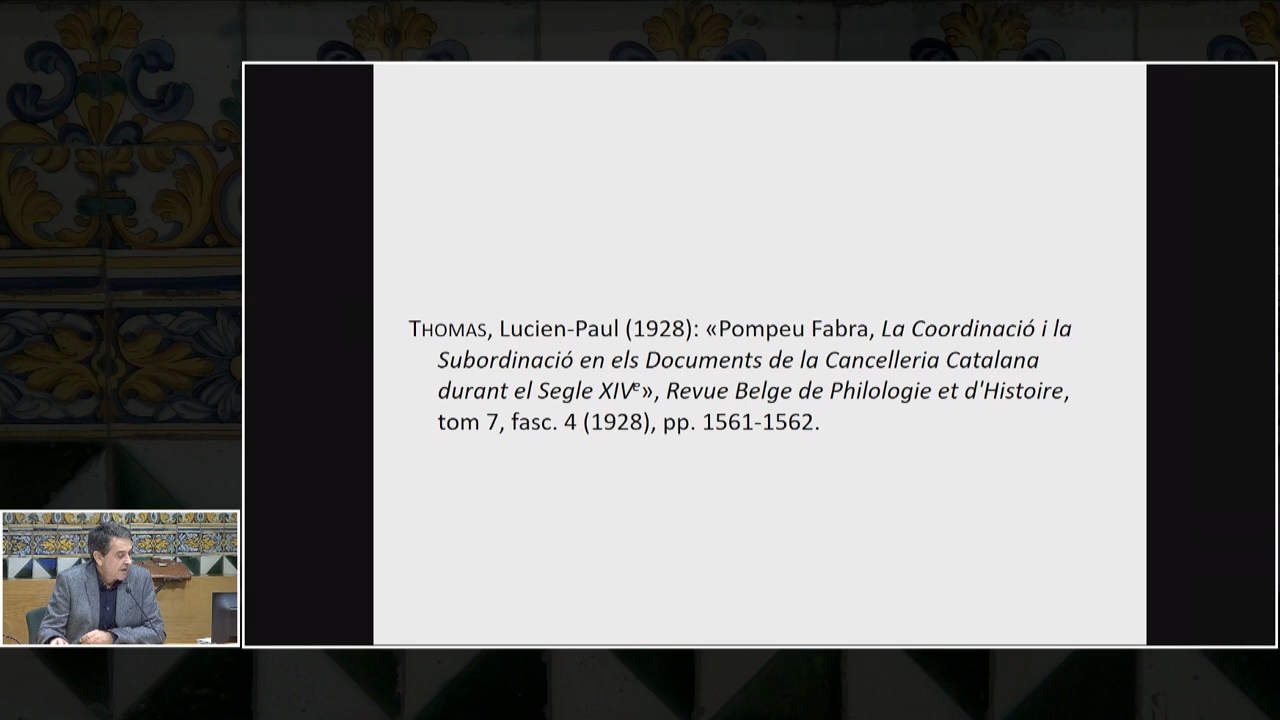 THOMAS, Lucien-Paul (1928): «Pompeu Fabra, La Coordinació i la
Subordinació en els Documents de la Cancelleria Catalana
durant el Segle XIVᵉ», Revue Belge de Philologie et d'Histoire,
tom 7, fasc. 4 (1928), pp. 1561-1562.